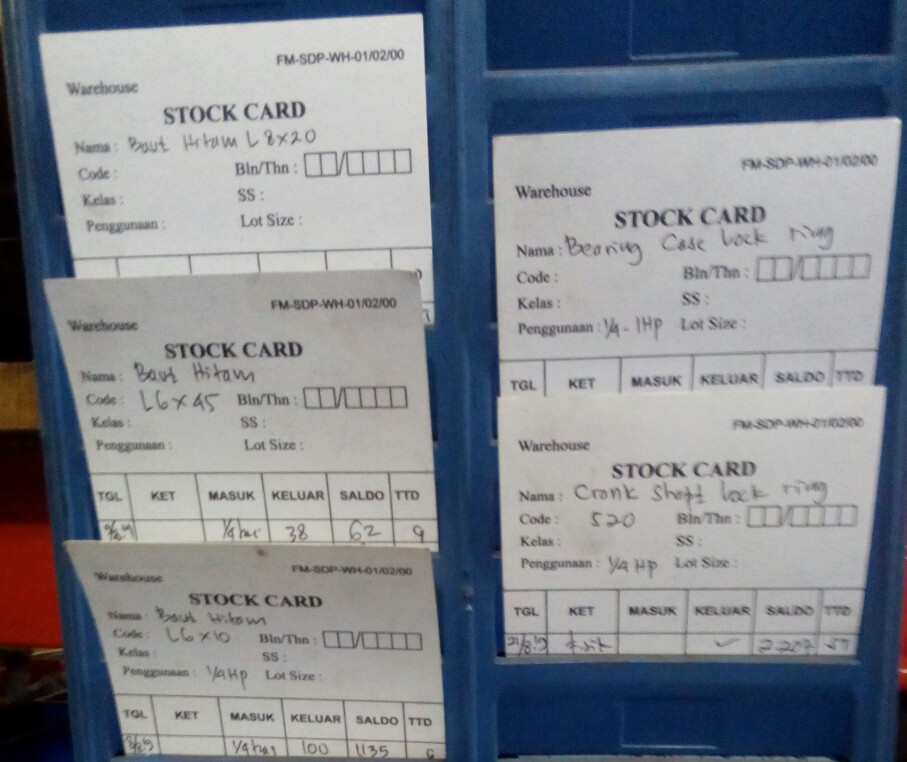 FM-SDP-WH-01/02/00
Warehouse
STOCK CARD
Nama : Baut Hitam L 8x20
Code : Bln/Thn :
Kelas : SS :
Penggunaan : Lot Size :
FM-SDP-WH-01/02/00
Warehouse
STOCK CARD
Nama : Baut Hitam
Code : L6x45 Bln/Thn :
Kelas : SS :
Penggunaan : Lot Size :
TGL KET MASUK KELUAR SALDO TTD
38 62
FM-SDP-WH-01/02/00
Warehouse
STOCK CARD
Nama : Baut Hitam
Code : L6x10 Bln/Thn :
Kelas : SS :
Penggunaan : 1/4 Hp Lot Size :
TGL KET MASUK KELUAR SALDO TTD
100 1135
FM-SDP-WH-01/02/00
Warehouse
STOCK CARD
Nama : Bearing Case lock ring
Code : Bln/Thn :
Kelas : SS :
Penggunaan : 1/4 - 1Hp Lot Size :
TGL KET MASUK KELUAR SALDO TTD
FM-SDP-WH-01/02/00
Warehouse
STOCK CARD
Nama : Crank Shaft lock ring
Code : 520 Bln/Thn :
Kelas : SS :
Penggunaan : 1/4 Hp Lot Size :
TGL KET MASUK KELUAR SALDO TTD
2.207